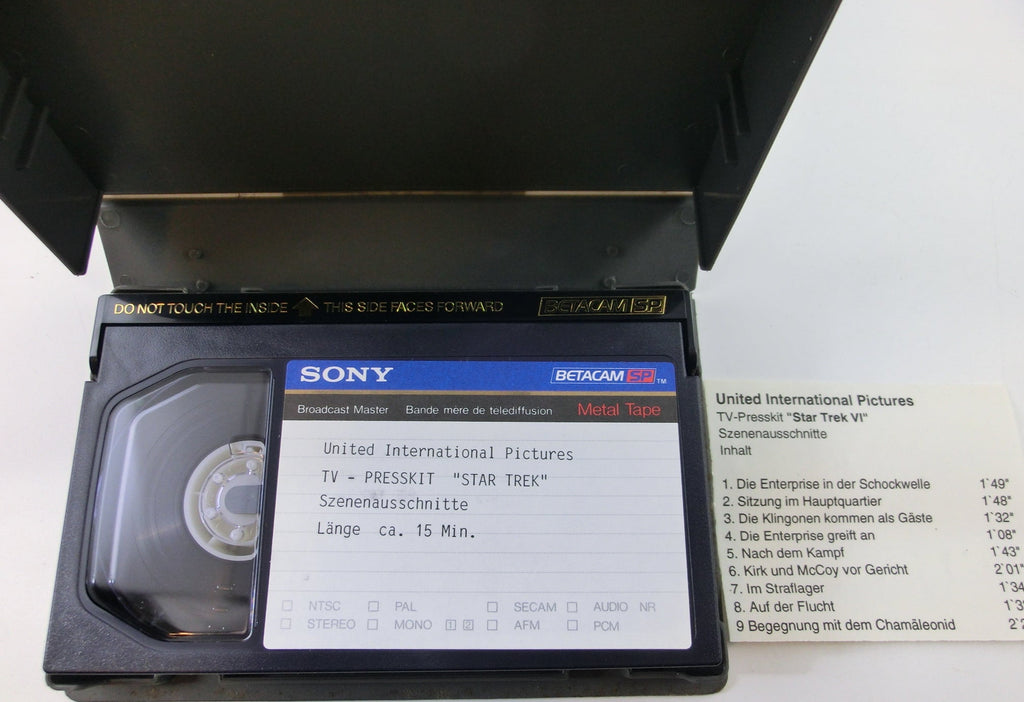 DO NOT TOUCH THE INSIDE THIS SIDE FACES FORWARD BETACAM SP
SONY BETACAM SP TM
Broadcast Master Bande mère de telediffusion Metal Tape
United International Pictures
TV - PRESSKIT "STAR TREK"
Szenenausschnitte
Länge ca. 15 Min.
NTSC PAL SECAM AUDIO NR
STEREO MONO 1 2 AFM PCM
United International Pictures
TV-Presskit "Star Trek VI"
Szenenausschnitte
Inhalt
1. Die Enterprise in der Schockwelle 1`49"
2. Sitzung im Hauptquartier 1`48"
3. Die Klingonen kommen als Gäste 1`32"
4. Die Enterprise greift an 1`08"
5. Nach dem Kampf 1`43"
6. Kirk und McCoy vor Gericht 2`01"
7. Im Straflager 1`34
8. Auf der Flucht
9 Begegnung mit dem Chamäleonid